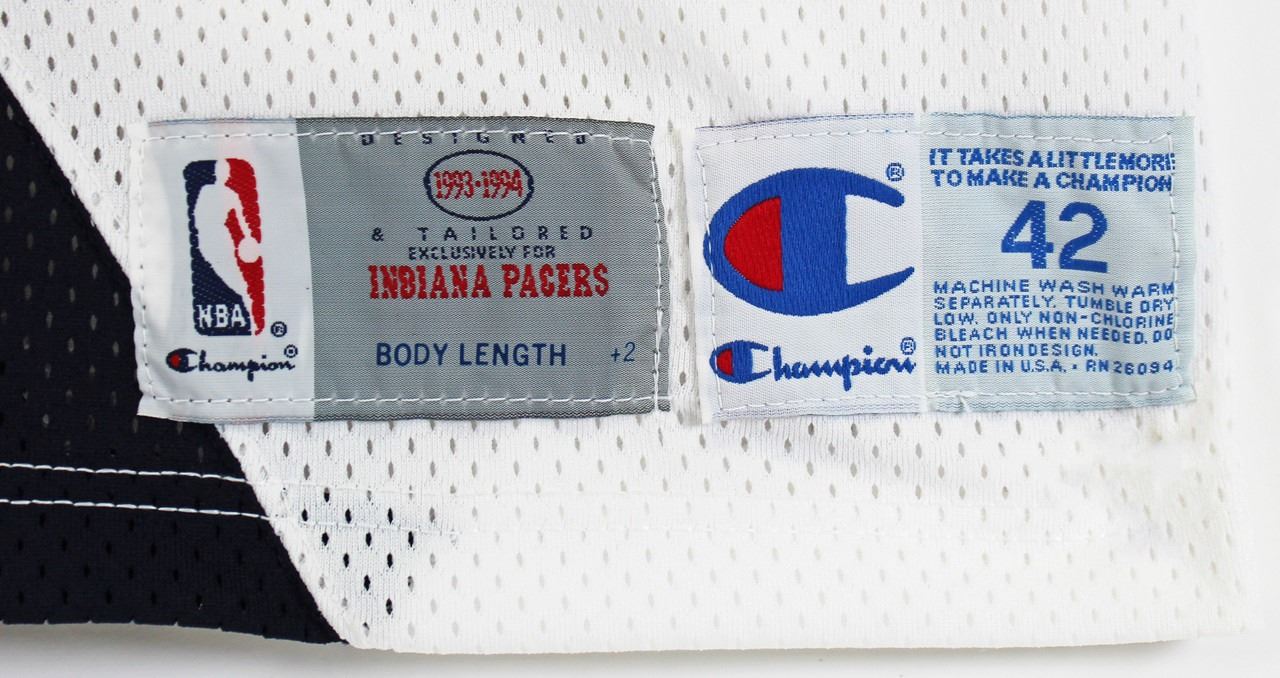 DESIGNED
1993-1994
& TAILORED
EXCLUSIVELY FOR
INDIANA PACERS
BODY LENGTH +2
NBA®
Champion®
®
Champion®
IT TAKES A LITTLE MORE
TO MAKE A CHAMPION
42
MACHINE WASH WARM
SEPARATELY. TUMBLE DRY
LOW. ONLY NON-CHLORINE
BLEACH WHEN NEEDED. DO
NOT IRON DESIGN.
MADE IN U.S.A. • RN 26094